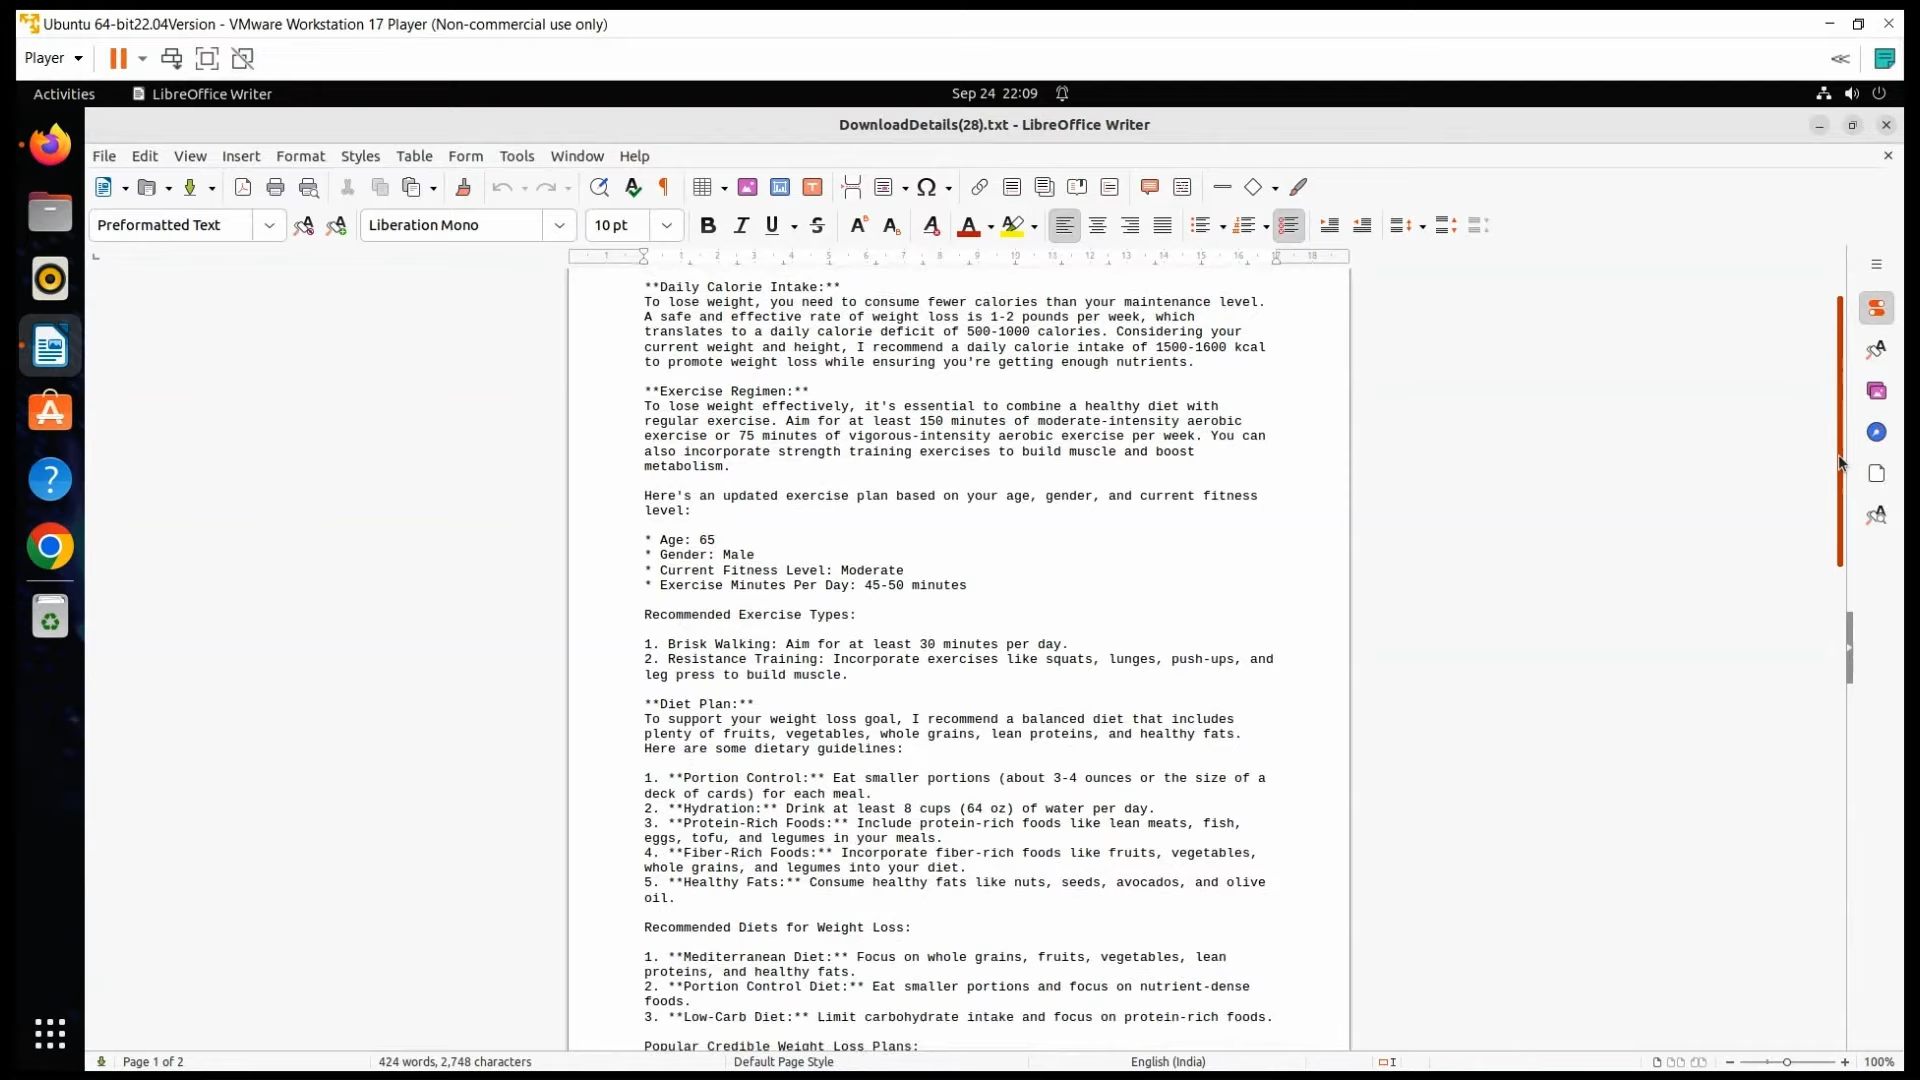 Ubuntu 64-bit22.04Version - VMware Workstation 17 Player (Non-commercial use only)
Player
Activities
LibreOffice Writer
Sep 24 22:09
DownloadDetails(28).txt - LibreOffice Writer
File Edit View Insert Format Styles Table Form Tools Window Help
Preformatted Text
Liberation Mono
10 pt
1 1 2 3 4 5 6 7 8 9 10 11 12 13 14 15 16 17 18
**Daily Calorie Intake:**
To lose weight, you need to consume fewer calories than your maintenance level.
A safe and effective rate of weight loss is 1-2 pounds per week, which
translates to a daily calorie deficit of 500-1000 calories. Considering your
current weight and height, I recommend a daily calorie intake of 1500-1600 kcal
to promote weight loss while ensuring you're getting enough nutrients.
**Exercise Regimen:**
To lose weight effectively, it's essential to combine a healthy diet with
regular exercise. Aim for at least 150 minutes of moderate-intensity aerobic
exercise or 75 minutes of vigorous-intensity aerobic exercise per week. You can
also incorporate strength training exercises to build muscle and boost
metabolism.
Here's an updated exercise plan based on your age, gender, and current fitness
level:
* Age: 65
* Gender: Male
* Current Fitness Level: Moderate
* Exercise Minutes Per Day: 45-50 minutes
Recommended Exercise Types:
1. Brisk Walking: Aim for at least 30 minutes per day.
2. Resistance Training: Incorporate exercises like squats, lunges, push-ups, and
leg press to build muscle.
**Diet Plan:**
To support your weight loss goal, I recommend a balanced diet that includes
plenty of fruits, vegetables, whole grains, lean proteins, and healthy fats.
Here are some dietary guidelines:
1. **Portion Control:** Eat smaller portions (about 3-4 ounces or the size of a
deck of cards) for each meal.
2. **Hydration:** Drink at least 8 cups (64 oz) of water per day.
3. **Protein-Rich Foods:** Include protein-rich foods like lean meats, fish,
eggs, tofu, and legumes in your meals.
4. **Fiber-Rich Foods:** Incorporate fiber-rich foods like fruits, vegetables,
whole grains, and legumes into your diet.
5. **Healthy Fats:** Consume healthy fats like nuts, seeds, avocados, and olive
oil.
Recommended Diets for Weight Loss:
1. **Mediterranean Diet:** Focus on whole grains, fruits, vegetables, lean
proteins, and healthy fats.
2. **Portion Control Diet:** Eat smaller portions and focus on nutrient-dense
foods.
3. **Low-Carb Diet:** Limit carbohydrate intake and focus on protein-rich foods.
Popular Credible Weight Loss Plans:
Page 1 of 2
424 words, 2,748 characters
Default Page Style
English (India)
100%